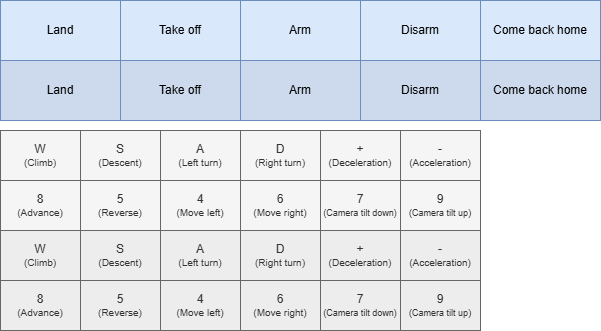 Land Take off Arm Disarm Come back home
Land Take off Arm Disarm Come back home
W S A D + -
(Climb) (Descent) (Left turn) (Right turn) (Deceleration) (Acceleration)
8 5 4 6 7 9
(Advance) (Reverse) (Move left) (Move right) (Camera tilt down) (Camera tilt up)
W S A D + -
(Climb) (Descent) (Left turn) (Right turn) (Deceleration) (Acceleration)
8 5 4 6 7 9
(Advance) (Reverse) (Move left) (Move right) (Camera tilt down) (Camera tilt up)